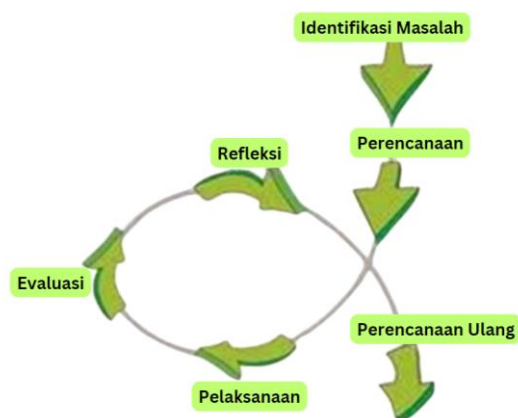 Identifikasi Masalah
Perencanaan
Refleksi
Evaluasi
Perencanaan Ulang
Pelaksanaan